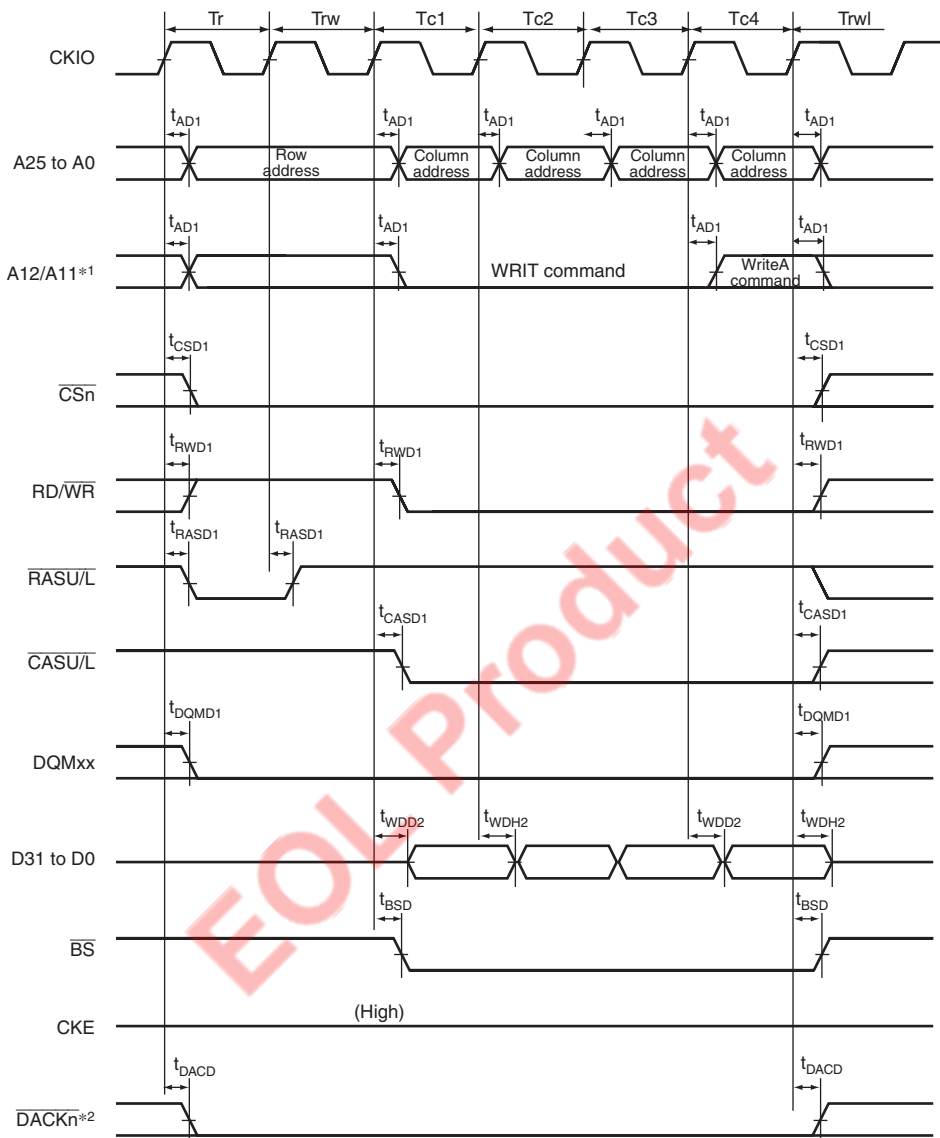 Tr Trw Tc1 Tc2 Tc3 Tc4 Trwl
CKIO
tAD1 tAD1 tAD1 tAD1 tAD1 tAD1
A25 to A0
Row address
Column address
Column address
Column address
Column address
tAD1 tAD1 tAD1 tAD1
A12/A11*1
WRIT command
WriteA command
tCSD1 tCSD1
CSn
tRWD1 tRWD1 tRWD1
RD/WR
tRASD1 tRASD1
RASU/L
tCASD1 tCASD1
CASU/L
tDQMD1 tDQMD1
DQMxx
tWDD2 tWDH2 tWDD2 tWDH2
D31 to D0
tBSD tBSD
BS
(High)
CKE
tDACD tDACD
DACKn*2
EOL Product